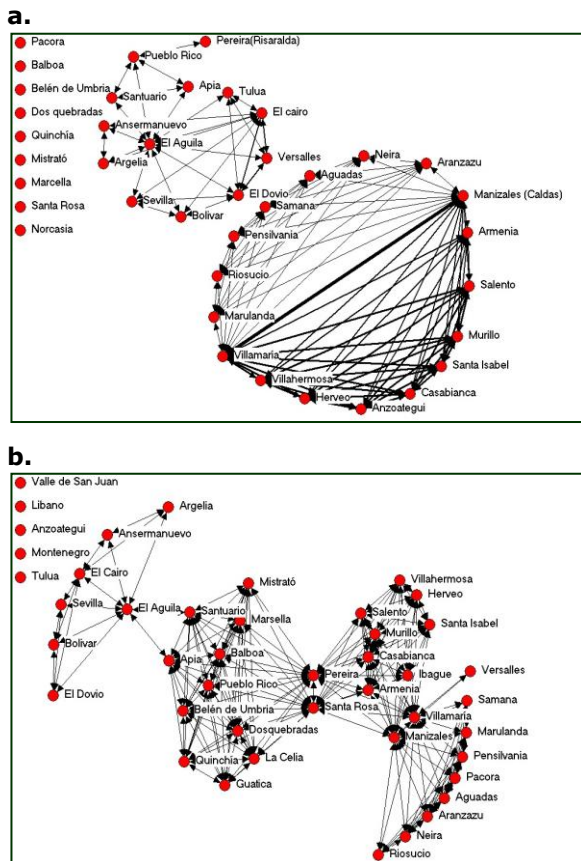 a.
Pacora
Balboa
Belén de Umbria
Dos quebradas
Quinchía
Mistrató
Marcella
Santa Rosa
Norcasia
Pereira(Risaralda)
Pueblo Rico
Apia
Tulua
Santuario
El cairo
Ansermanuevo
El Aguila
Versalles
Argelia
Sevilla
El Dovio
Bolivar
Neira
Aranzazu
Aguadas
Manizales (Caldas)
Samana
Armenia
Pensilvania
Riosucio
Salento
Marulanda
Murillo
Villamaria
Santa Isabel
Villahermosa
Casabianca
Herveo
Anzoategui
b.
Valle de San Juan
Libano
Anzoategui
Montenegro
Tulua
Argelia
Ansermanuevo
El Cairo
Sevilla
El Aguila
Bolivar
El Dovio
Mistrató
Santuario
Marsella
Apia
Balboa
Pueblo Rico
Belén de Umbria
Dosquebradas
Quinchía
La Celia
Guatica
Pereira
Santa Rosa
Villahermosa
Herveo
Salento
Santa Isabel
Murillo
Casabianca
Ibague
Armenia
Versalles
Villamaria
Samana
Manizales
Marulanda
Pensilvania
Pacora
Aguadas
Aranzazu
Neira
Riosucio